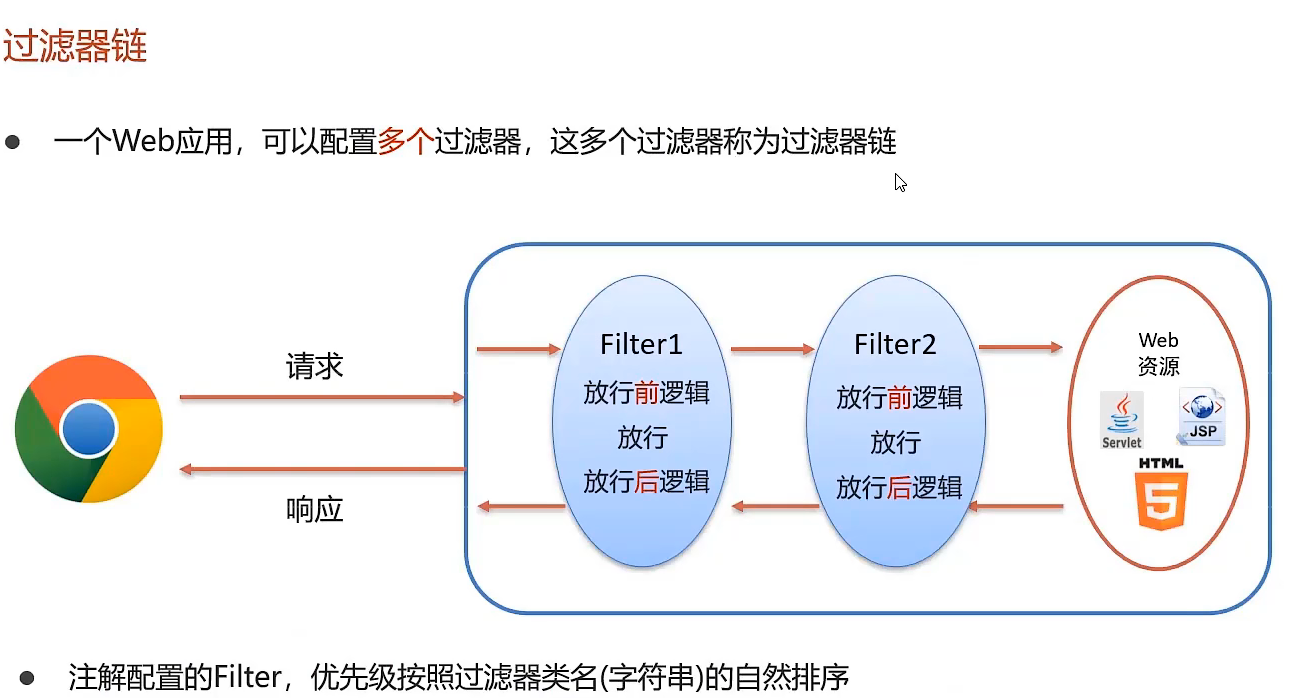 过滤器链
一个Web应用，可以配置多个过滤器，这多个过滤器称为过滤器链
请求
响应
Filter1
放行前逻辑
放行
放行后逻辑
Filter2
放行前逻辑
放行
放行后逻辑
Web
资源
Servlet
JSP
HTML
5
注解配置的Filter，优先级按照过滤器类名(字符串)的自然排序